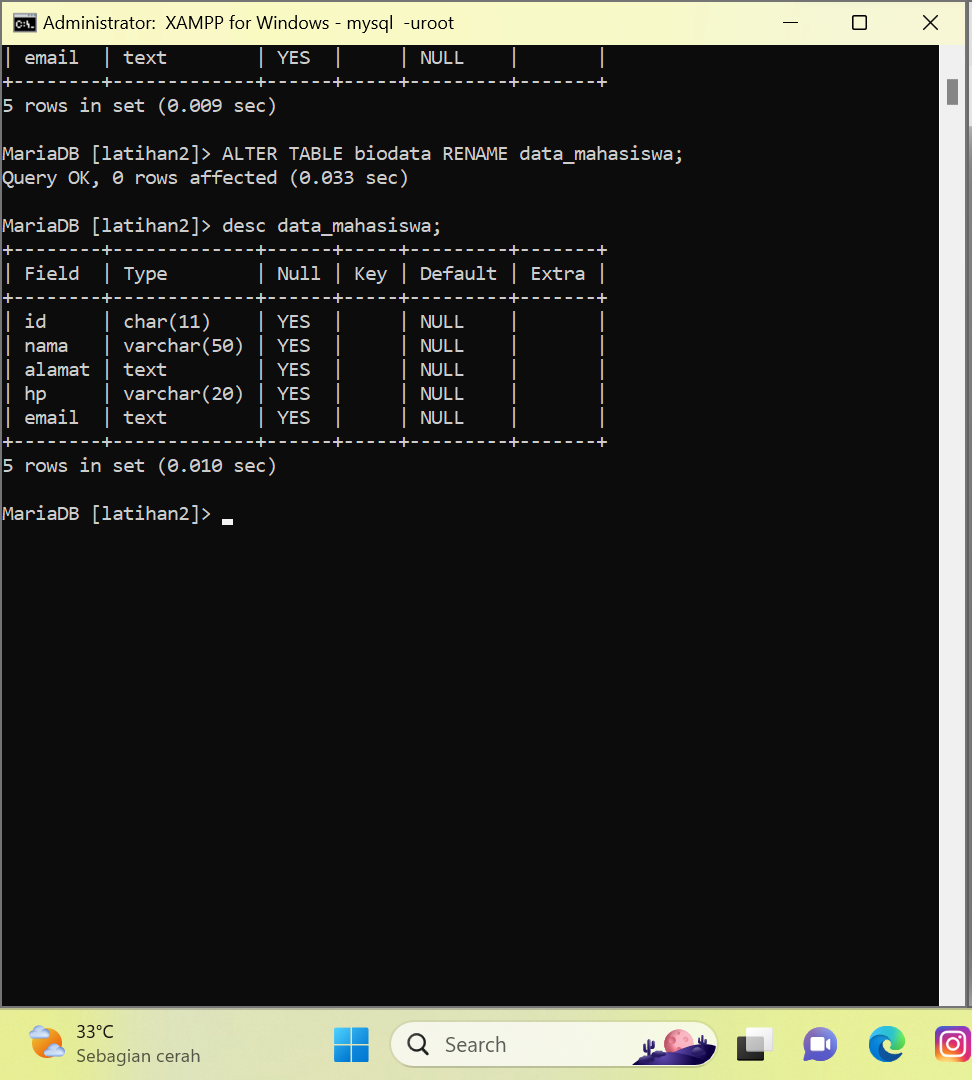 Administrator:  XAMPP for Windows - mysql  -uroot
| email  | text        | YES  |     | NULL    |       |
+--------+-------------+------+-----+---------+-------+
5 rows in set (0.009 sec)
MariaDB [latihan2]> ALTER TABLE biodata RENAME data_mahasiswa;
Query OK, 0 rows affected (0.033 sec)
MariaDB [latihan2]> desc data_mahasiswa;
+--------+-------------+------+-----+---------+-------+
| Field  | Type        | Null | Key | Default | Extra |
+--------+-------------+------+-----+---------+-------+
| id     | char(11)    | YES  |     | NULL    |       |
| nama   | varchar(50) | YES  |     | NULL    |       |
| alamat | text        | YES  |     | NULL    |       |
| hp     | varchar(20) | YES  |     | NULL    |       |
| email  | text        | YES  |     | NULL    |       |
+--------+-------------+------+-----+---------+-------+
5 rows in set (0.010 sec)
MariaDB [latihan2]> _
33°C
Sebagian cerah
Search